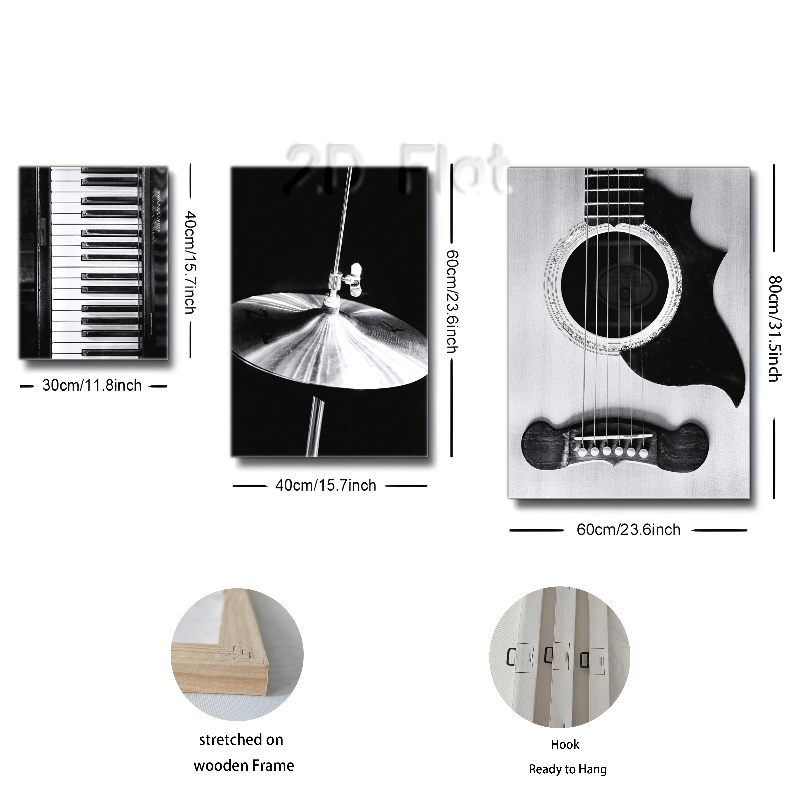 2D Flat
40cm/15.7inch
30cm/11.8inch
60cm/23.6inch
40cm/15.7inch
80cm/31.5inch
60cm/23.6inch
stretched on
wooden Frame
Hook
Ready to Hang